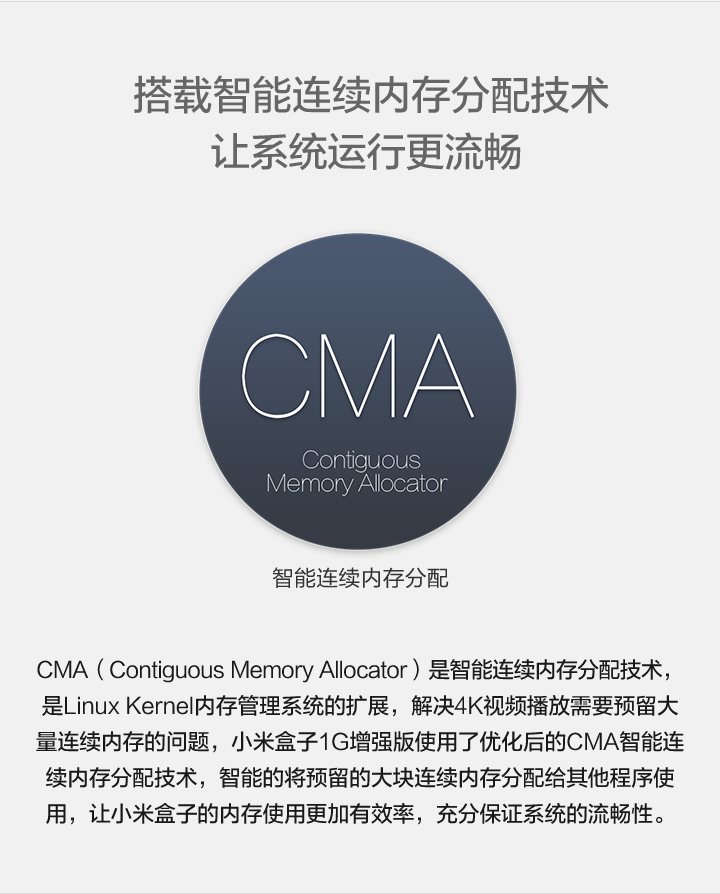 搭载智能连续内存分配技术
让系统运行更流畅
CMA
Contiguous
Memory Allocator
智能连续内存分配
CMA（Contiguous Memory Allocator）是智能连续内存分配技术，
是Linux Kernel内存管理系统的扩展，解决4K视频播放需要预留大
量连续内存的问题，小米盒子1G增强版使用了优化后的CMA智能连
续内存分配技术，智能的将预留的大块连续内存分配给其他程序使
用，让小米盒子的内存使用更加有效率，充分保证系统的流畅性。